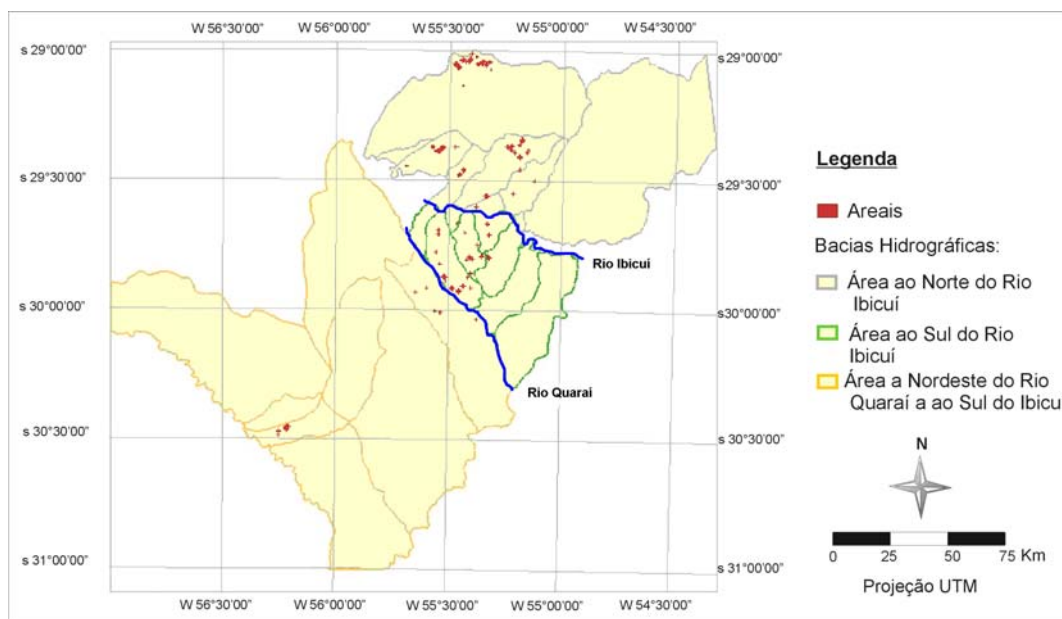 W 56°30'00" W 56°00'00" W 55°30'00" W 55°00'00" W 54°30'00"
s 29°00'00" s 29°00'00"
s 29°30'00" s 29°30'00"
s 30°00'00" s 30°00'00"
s 30°30'00" s 30°30'00"
s 31°00'00" s 31°00'00"
W 56°30'00" W 56°00'00" W 55°30'00" W 55°00'00" W 54°30'00"
Rio Ibicui
Rio Quarai
Legenda
Areais
Bacias Hidrográficas:
Área ao Norte do Rio
Ibicuí
Área ao Sul do Rio
Ibicuí
Área a Nordeste do Rio
Quaraí a ao Sul do Ibicu
N
0 25 50 75 Km
Projeção UTM